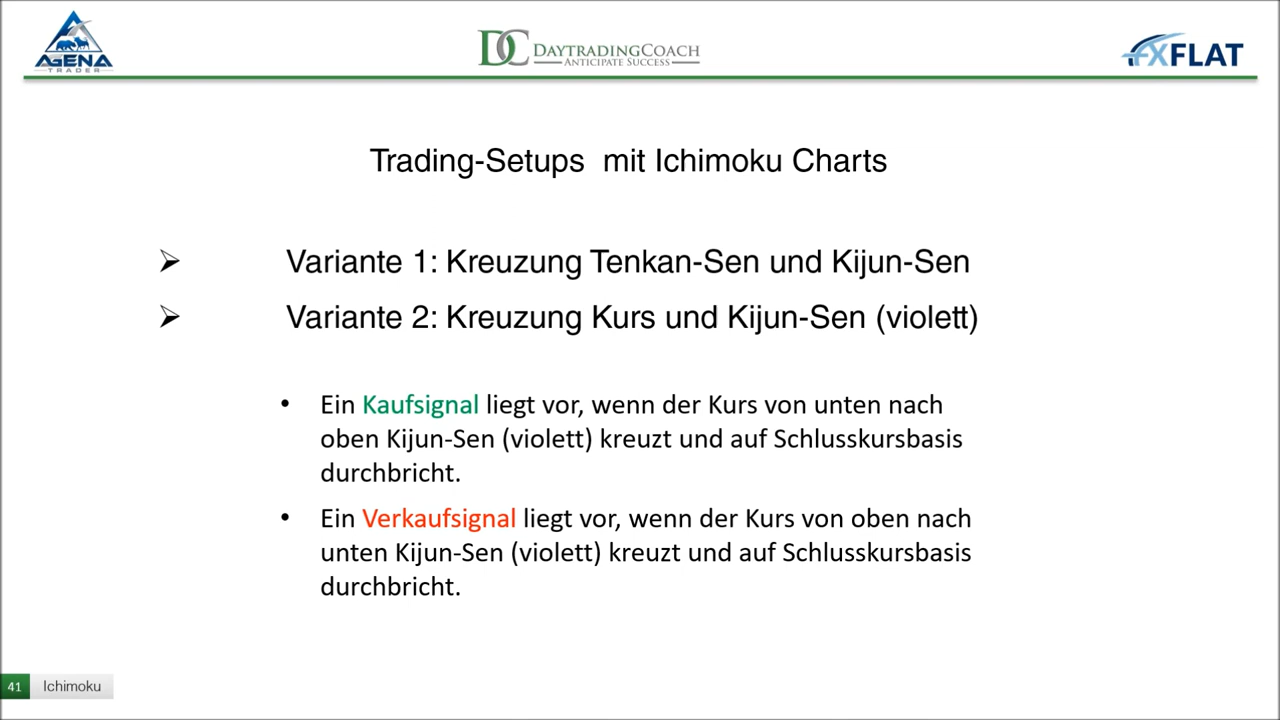 AGENA
TRADER
DC DAYTRADINGCOACH
ANTICIPATE SUCCESS
FXFLAT
Trading-Setups mit Ichimoku Charts
➢ Variante 1: Kreuzung Tenkan-Sen und Kijun-Sen
➢ Variante 2: Kreuzung Kurs und Kijun-Sen (violett)
• Ein Kaufsignal liegt vor, wenn der Kurs von unten nach
oben Kijun-Sen (violett) kreuzt und auf Schlusskursbasis
durchbricht.
• Ein Verkaufsignal liegt vor, wenn der Kurs von oben nach
unten Kijun-Sen (violett) kreuzt und auf Schlusskursbasis
durchbricht.
41 Ichimoku